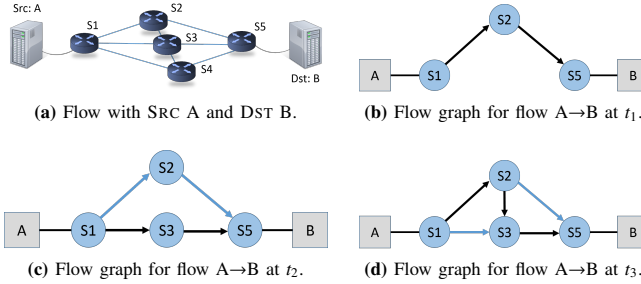 Src: A
S1
S2
S3
S4
S5
Dst: B
(a) Flow with SRC A and DST B.
S2
A
S1
S5
B
(b) Flow graph for flow A→B at t1.
S2
A
S1
S3
S5
B
(c) Flow graph for flow A→B at t2.
S2
A
S1
S3
S5
B
(d) Flow graph for flow A→B at t3.